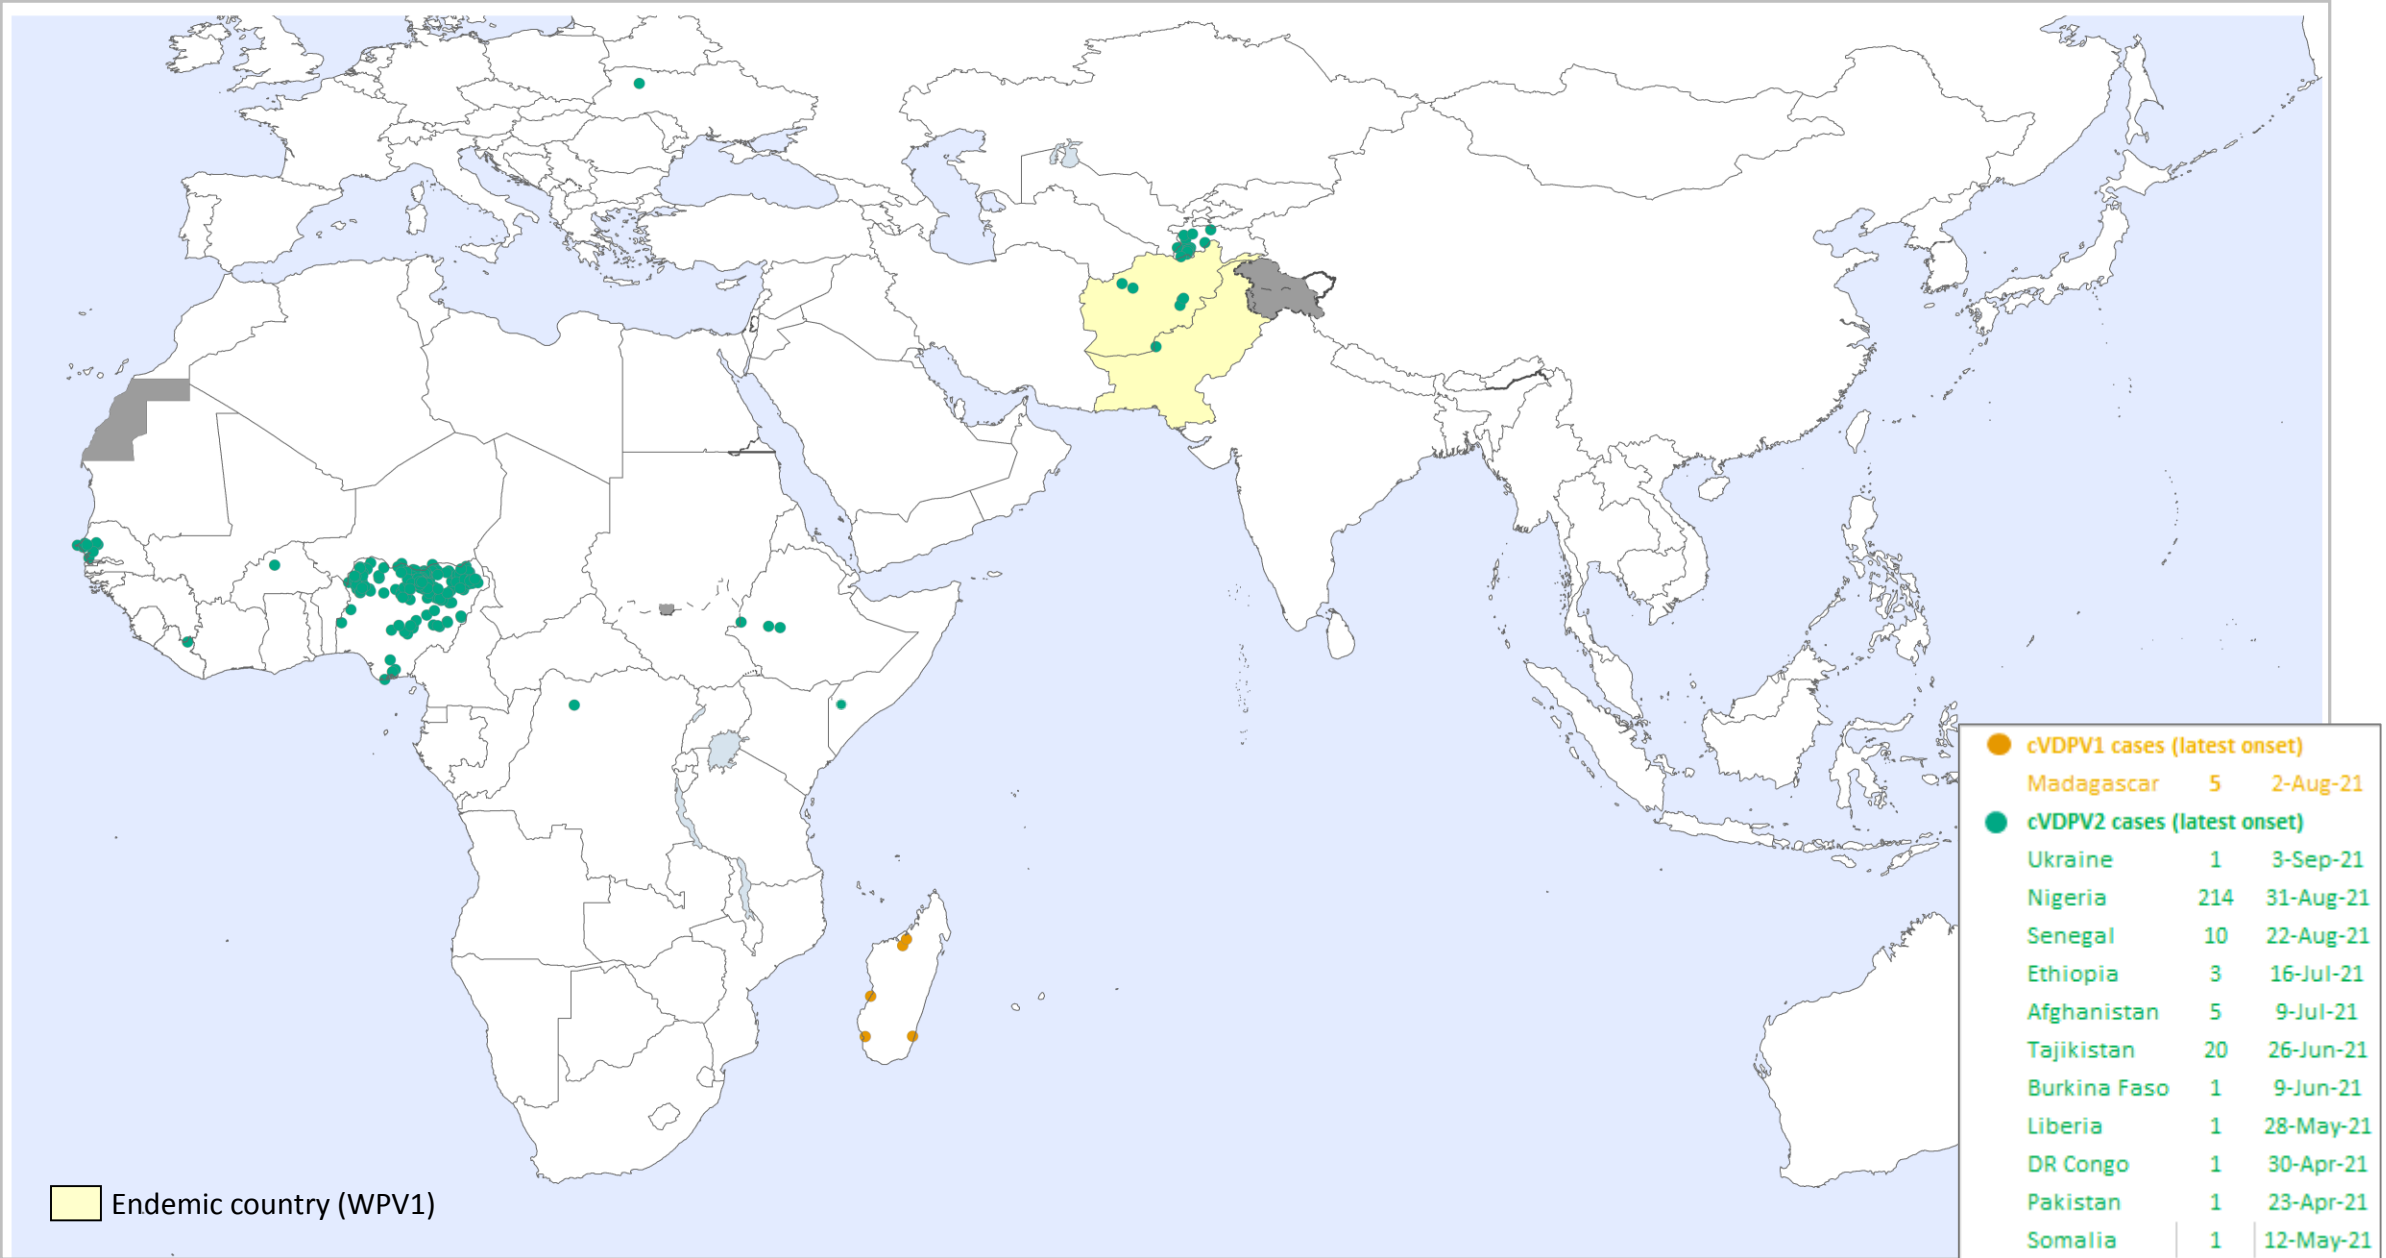 cVDPV1 cases (latest onset)
Madagascar 5 2-Aug-21
cVDPV2 cases (latest onset)
Ukraine 1 3-Sep-21
Nigeria 214 31-Aug-21
Senegal 10 22-Aug-21
Ethiopia 3 16-Jul-21
Afghanistan 5 9-Jul-21
Tajikistan 20 26-Jun-21
Burkina Faso 1 9-Jun-21
Liberia 1 28-May-21
DR Congo 1 30-Apr-21
Pakistan 1 23-Apr-21
Somalia 1 12-May-21
Endemic country (WPV1)